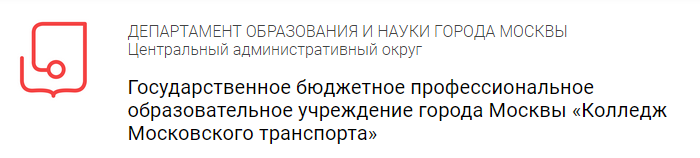 ДЕПАРТАМЕНТ ОБРАЗОВАНИЯ И НАУКИ ГОРОДА МОСКВЫ
Центральный административный округ
Государственное бюджетное профессиональное
образовательное учреждение города Москвы «Колледж
Московского транспорта»